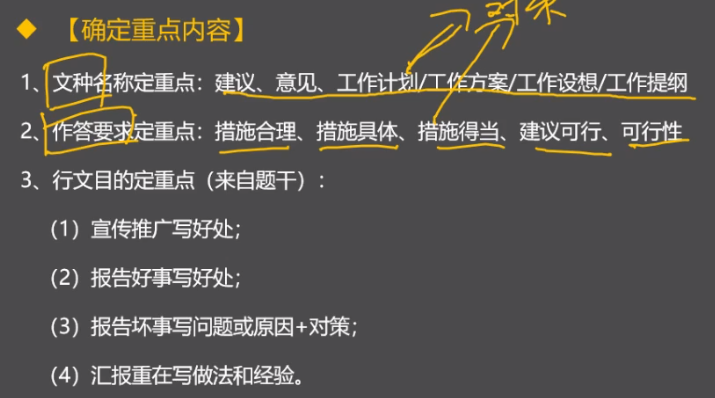 对策
【确定重点内容】
1、文种名称定重点：建议、意见、工作计划/工作方案/工作设想/工作提纲
2、作答要求定重点：措施合理、措施具体、措施得当、建议可行、可行性
3、行文目的定重点（来自题干）：
（1）宣传推广写好处；
（2）报告好事写好处；
（3）报告坏事写问题或原因+对策；
（4）汇报重在写做法和经验。